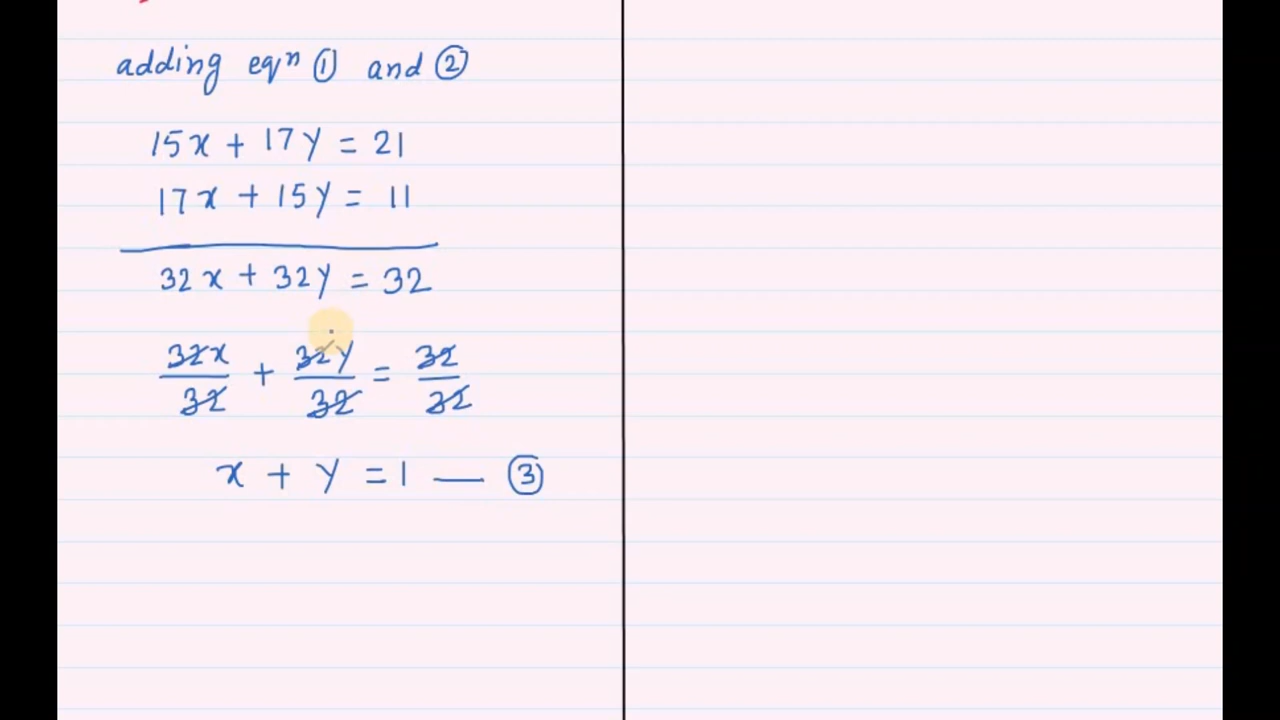 adding eqⁿ ① and ②
15x + 17y = 21
17x + 15y = 11
32x + 32y = 32
32x/32 + 32y/32 = 32/32
x + y = 1 — ③